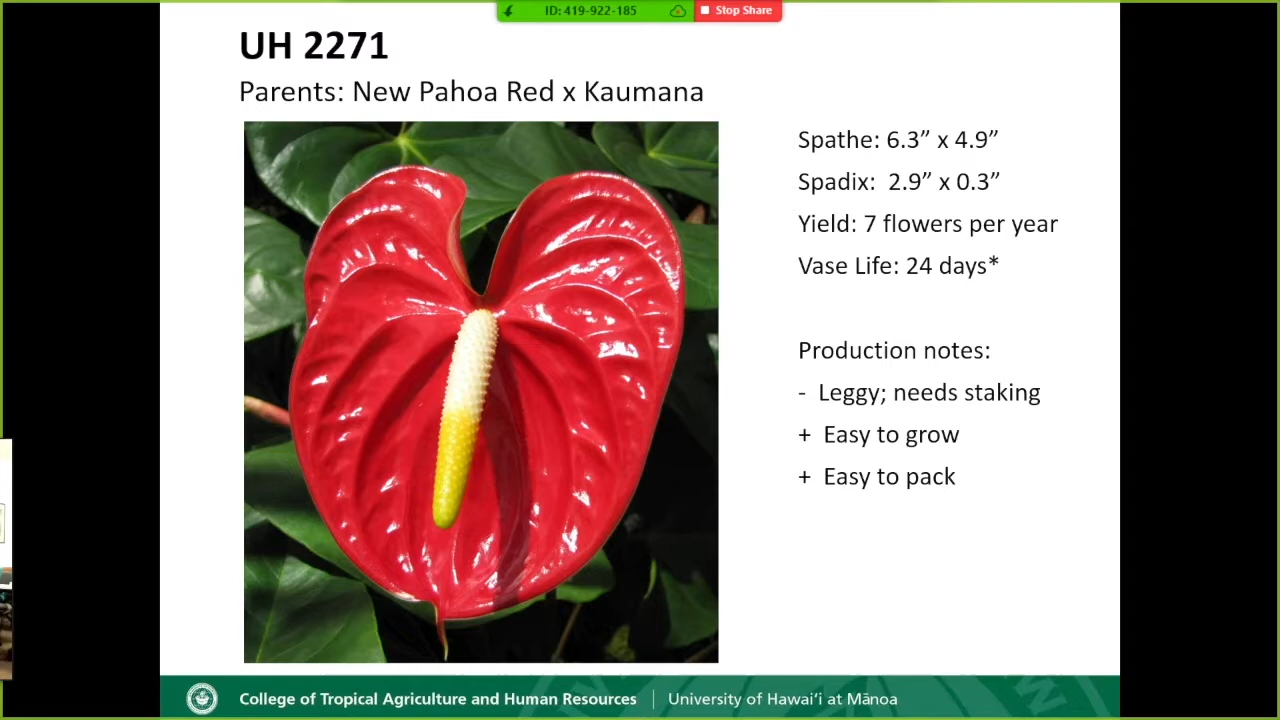 ID: 419-922-185
Stop Share
UH 2271
Parents: New Pahoa Red x Kaumana
Spathe: 6.3” x 4.9”
Spadix:  2.9” x 0.3”
Yield: 7 flowers per year
Vase Life: 24 days*
Production notes:
-  Leggy; needs staking
+  Easy to grow
+  Easy to pack
College of Tropical Agriculture and Human Resources | University of Hawai‘i at Mānoa